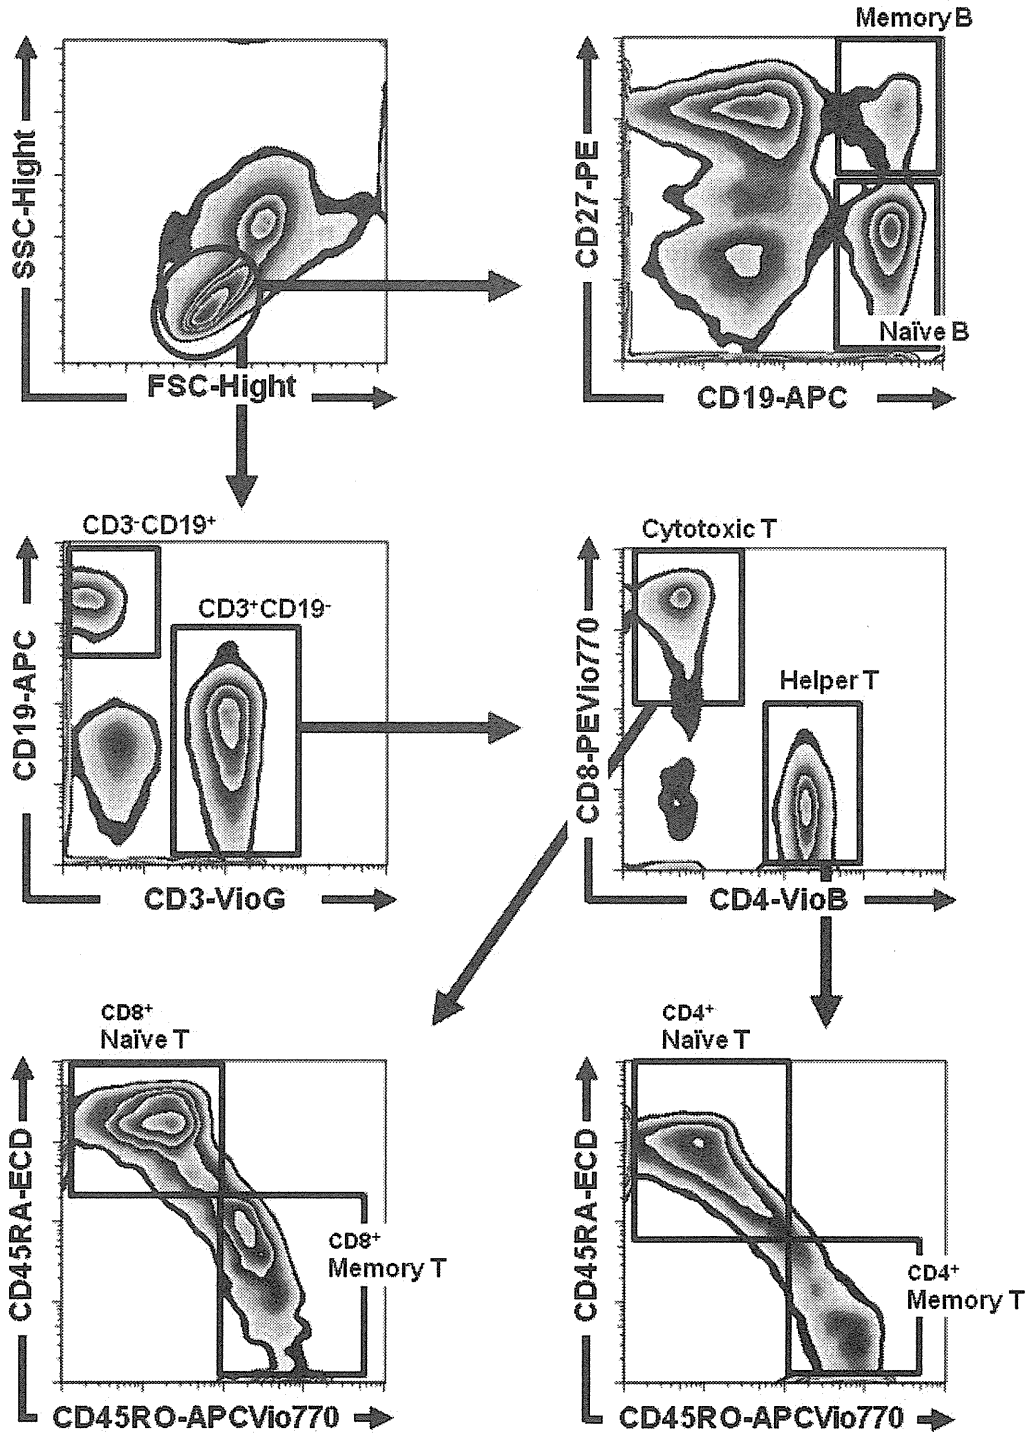 SSC-Hight
FSC-Hight
Memory B
CD27-PE
Naïve B
CD19-APC
CD3-CD19+
CD3+CD19-
CD19-APC
CD3-VioG
Cytotoxic T
Helper T
CD8-PEVio770
CD4-VioB
CD8+
Naïve T
CD45RA-ECD
CD8+
Memory T
CD45RO-APCVio770
CD4+
Naïve T
CD45RA-ECD
CD4+
Memory T
CD45RO-APCVio770